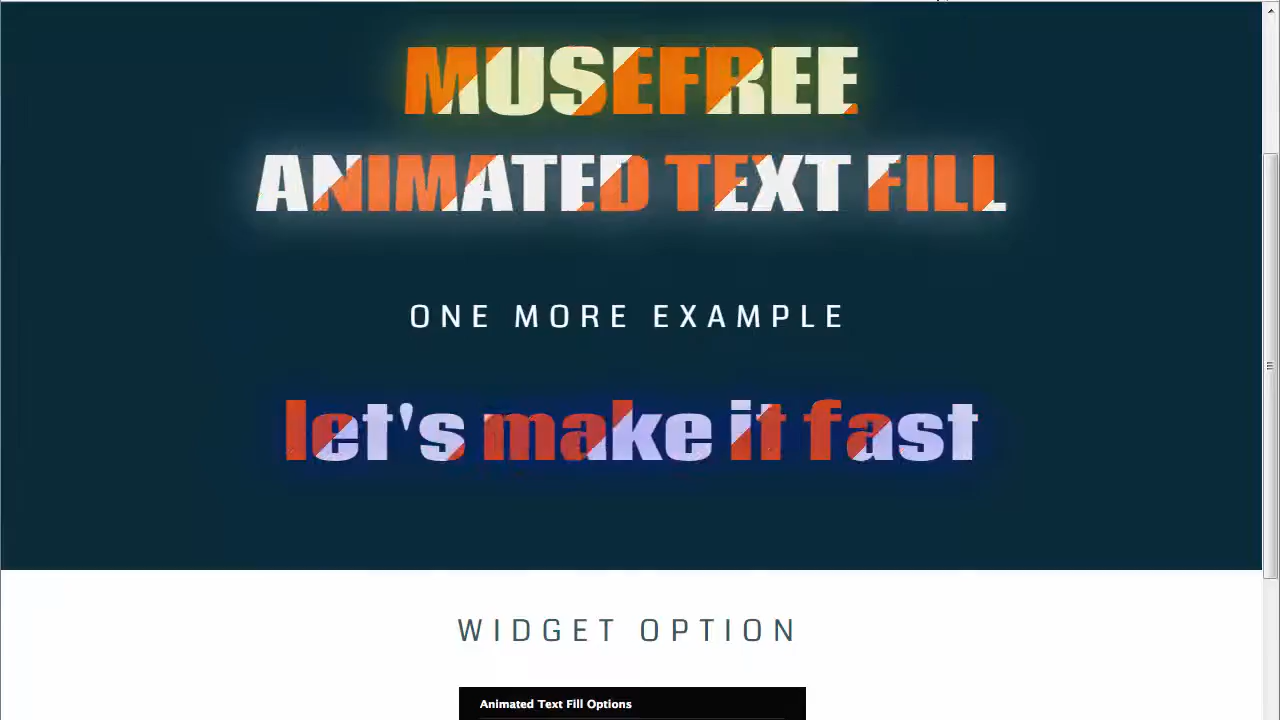 MUSEFREE
ANIMATED TEXT FILL
ONE MORE EXAMPLE
let's make it fast
WIDGET OPTION
Animated Text Fill Options